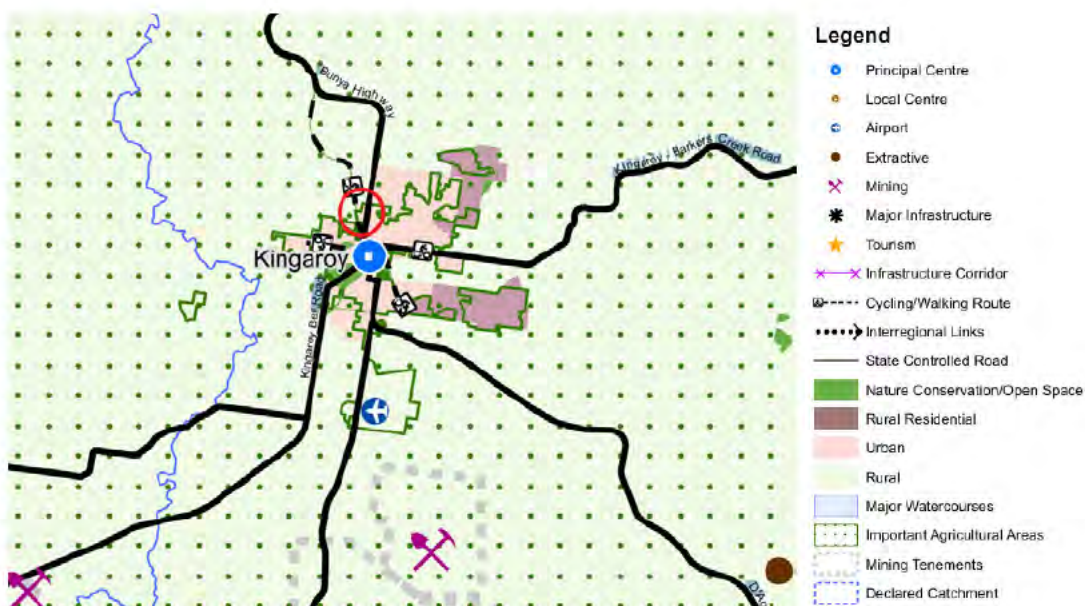 Bunya Highway
Kingaroy - Barkers Creek Road
Kingaroy
Kingaroy Bell Road
D'Ag
Legend
Principal Centre
Local Centre
Airport
Extractive
Mining
Major Infrastructure
Tourism
Infrastructure Corridor
Cycling/Walking Route
Interregional Links
State Controlled Road
Nature Conservation/Open Space
Rural Residential
Urban
Rural
Major Watercourses
Important Agricultural Areas
Mining Tenements
Declared Catchment